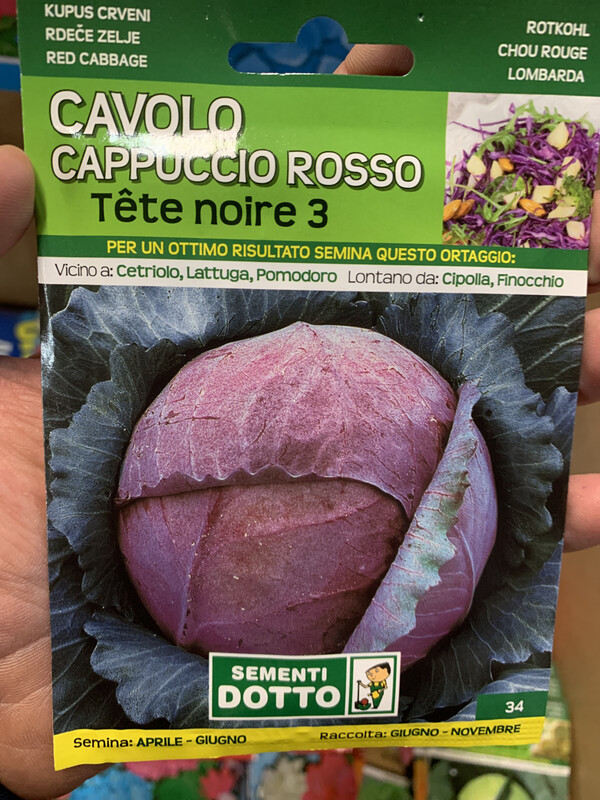 KUPUS CRVENI
RDEČE ZELJE
RED CABBAGE
ROTKOHL
CHOU ROUGE
LOMBARDA
CAVOLO
CAPPUCCIO ROSSO
Tête noire 3
PER UN OTTIMO RISULTATO SEMINA QUESTO ORTAGGIO:
Vicino a: Cetriolo, Lattuga, Pomodoro Lontano da: Cipolla, Finocchio
SEMENTI
DOTTO
34
Semina: APRILE - GIUGNO Raccolta: GIUGNO - NOVEMBRE